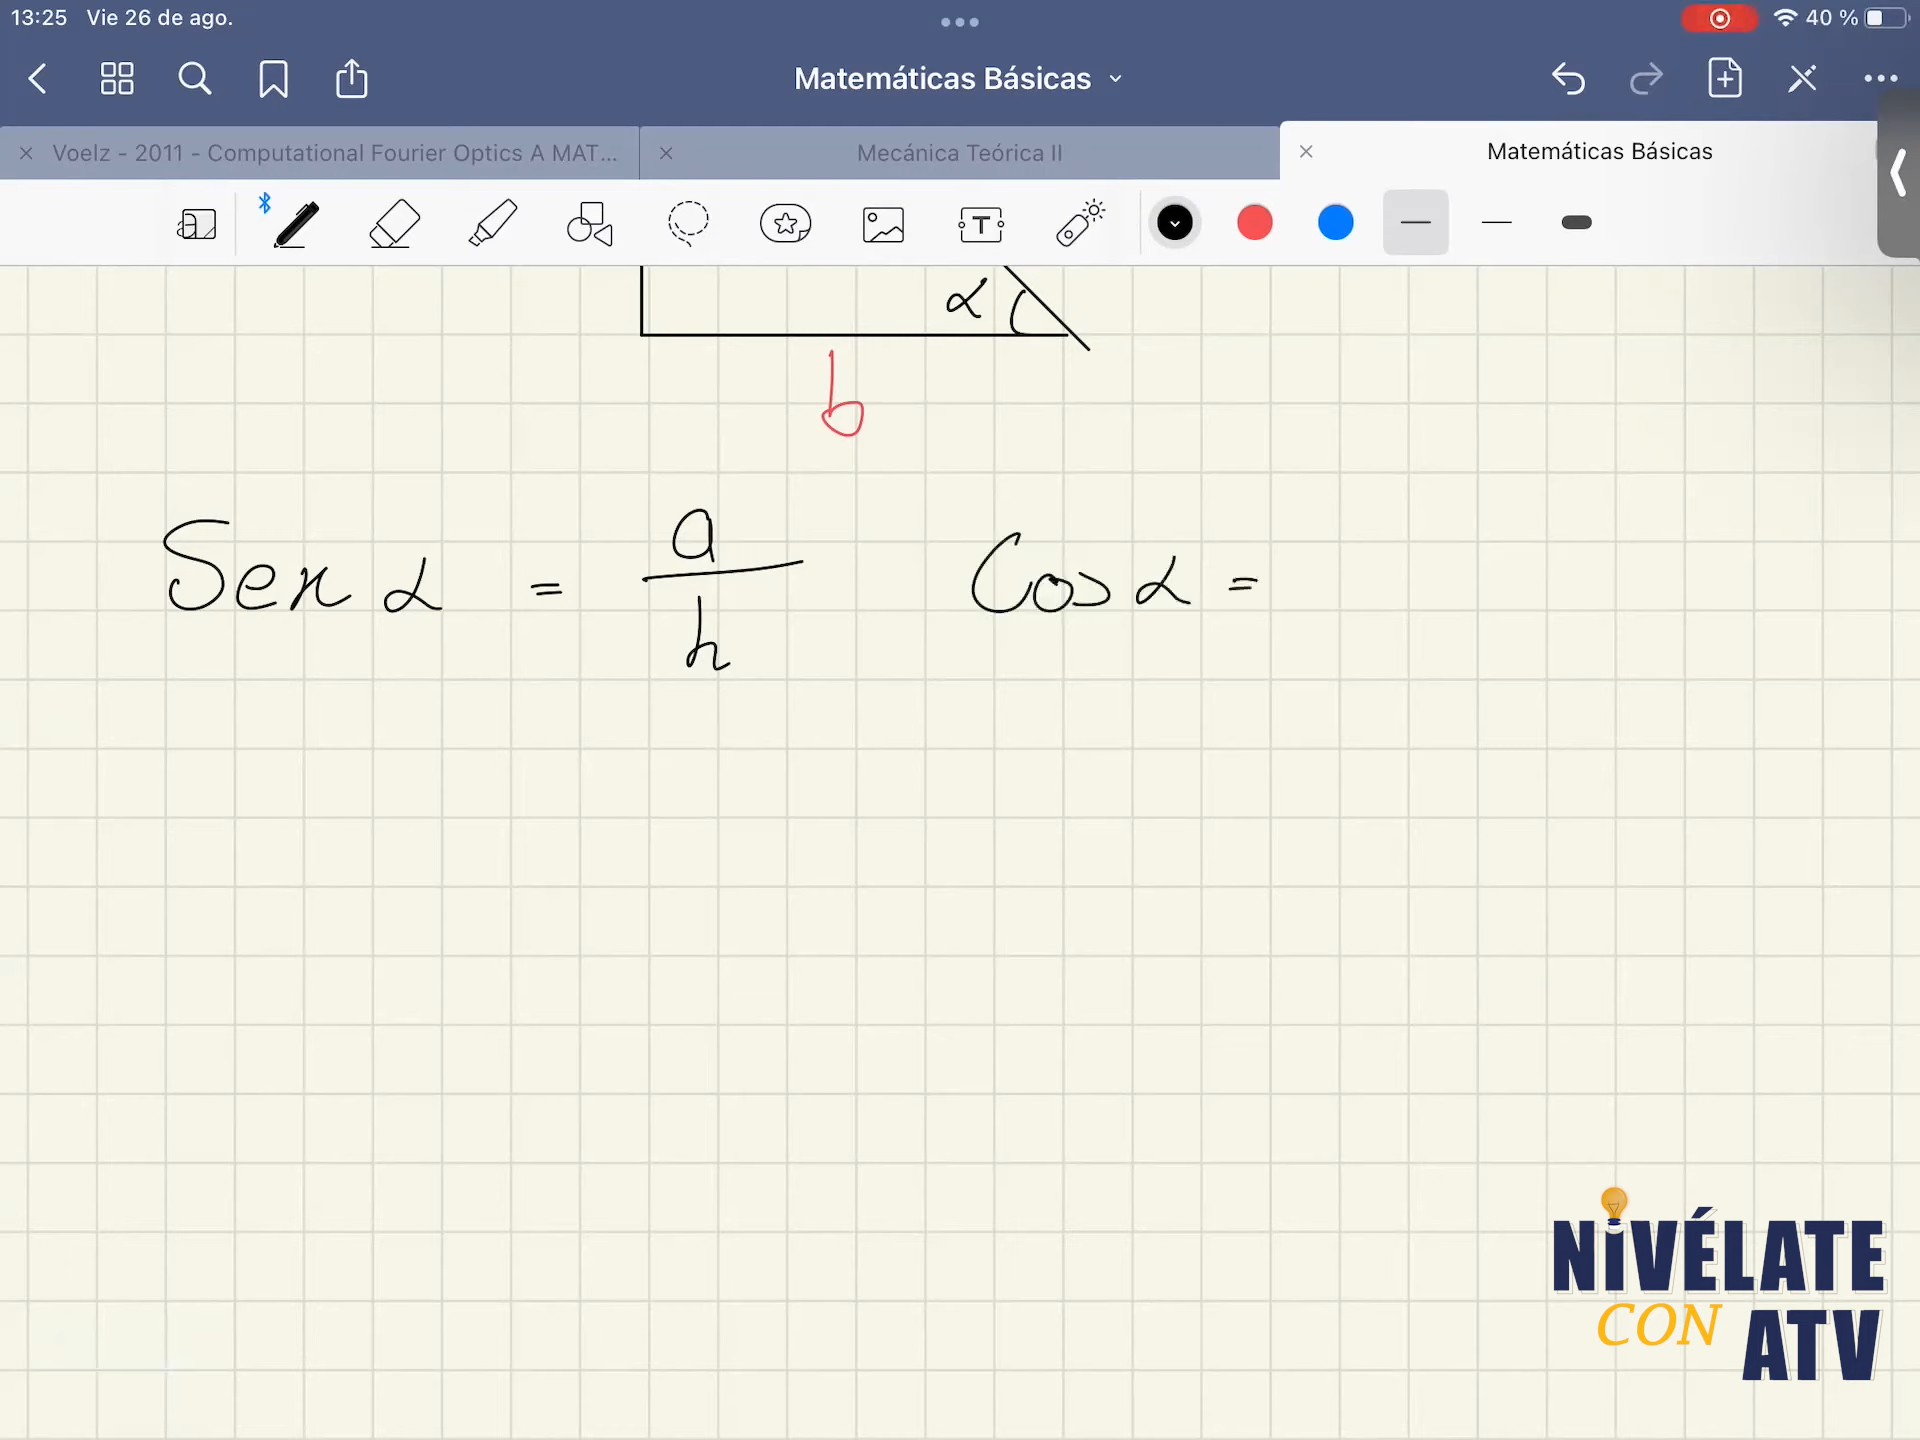 13:25 Vie 26 de ago.
40 %
Matemáticas Básicas
Voelz - 2011 - Computational Fourier Optics A MAT...
Mecánica Teórica II
Matemáticas Básicas
α
b
Sen α = a/h Cos α =
NIVÉLATE
CON
ATV